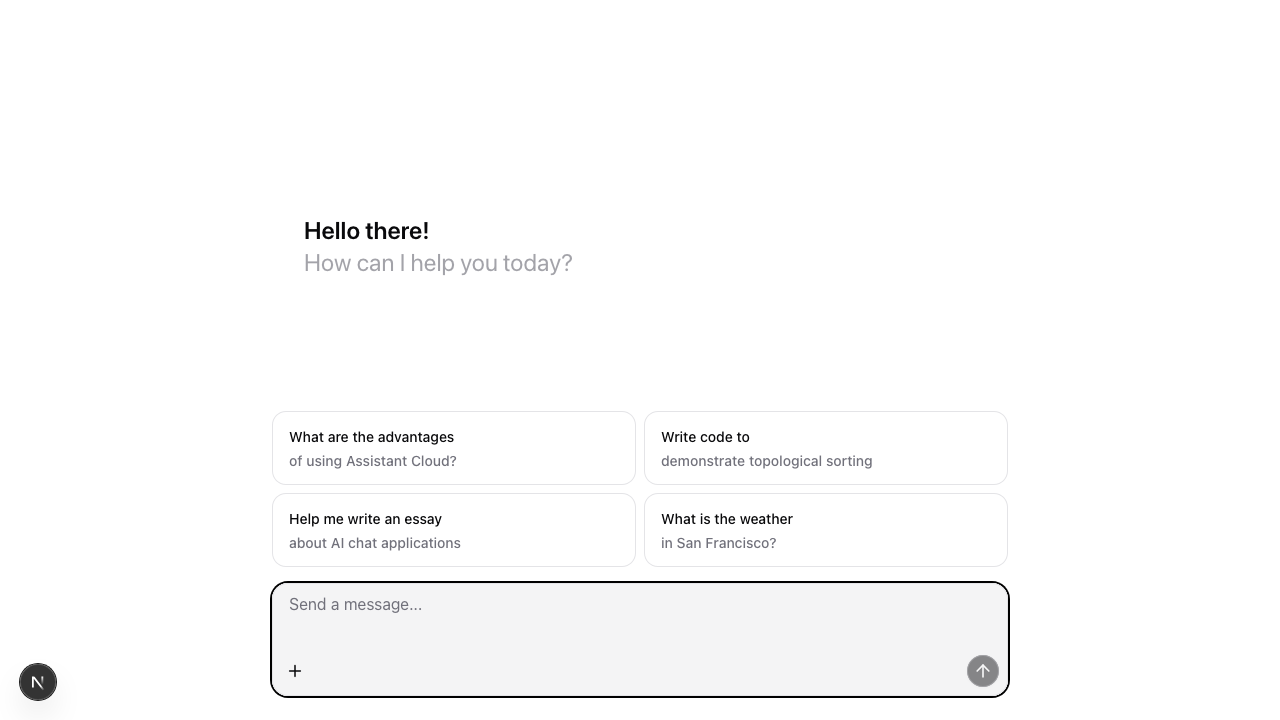 Hello there!
How can I help you today?
What are the advantages
of using Assistant Cloud?
Write code to
demonstrate topological sorting
Help me write an essay
about AI chat applications
What is the weather
in San Francisco?
Send a message...
N